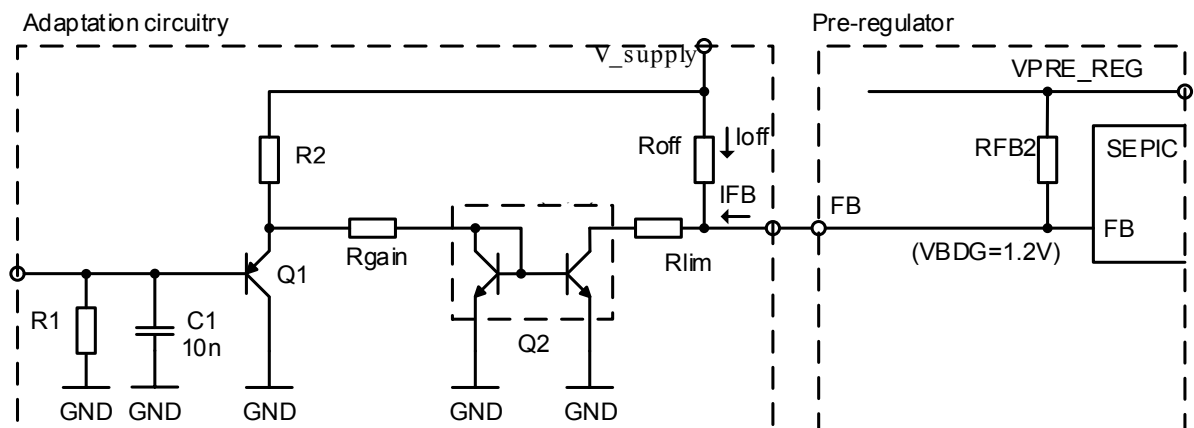 Adaptation circuitry
Pre-regulator
V_supply
VPRE_REG
R2
Roff
Ioff
RFB2
SEPIC
IFB
FB
FB
Rgain
Rlim
(VBDG=1.2V)
Q1
R1
C1
10n
Q2
GND
GND
GND
GND
GND